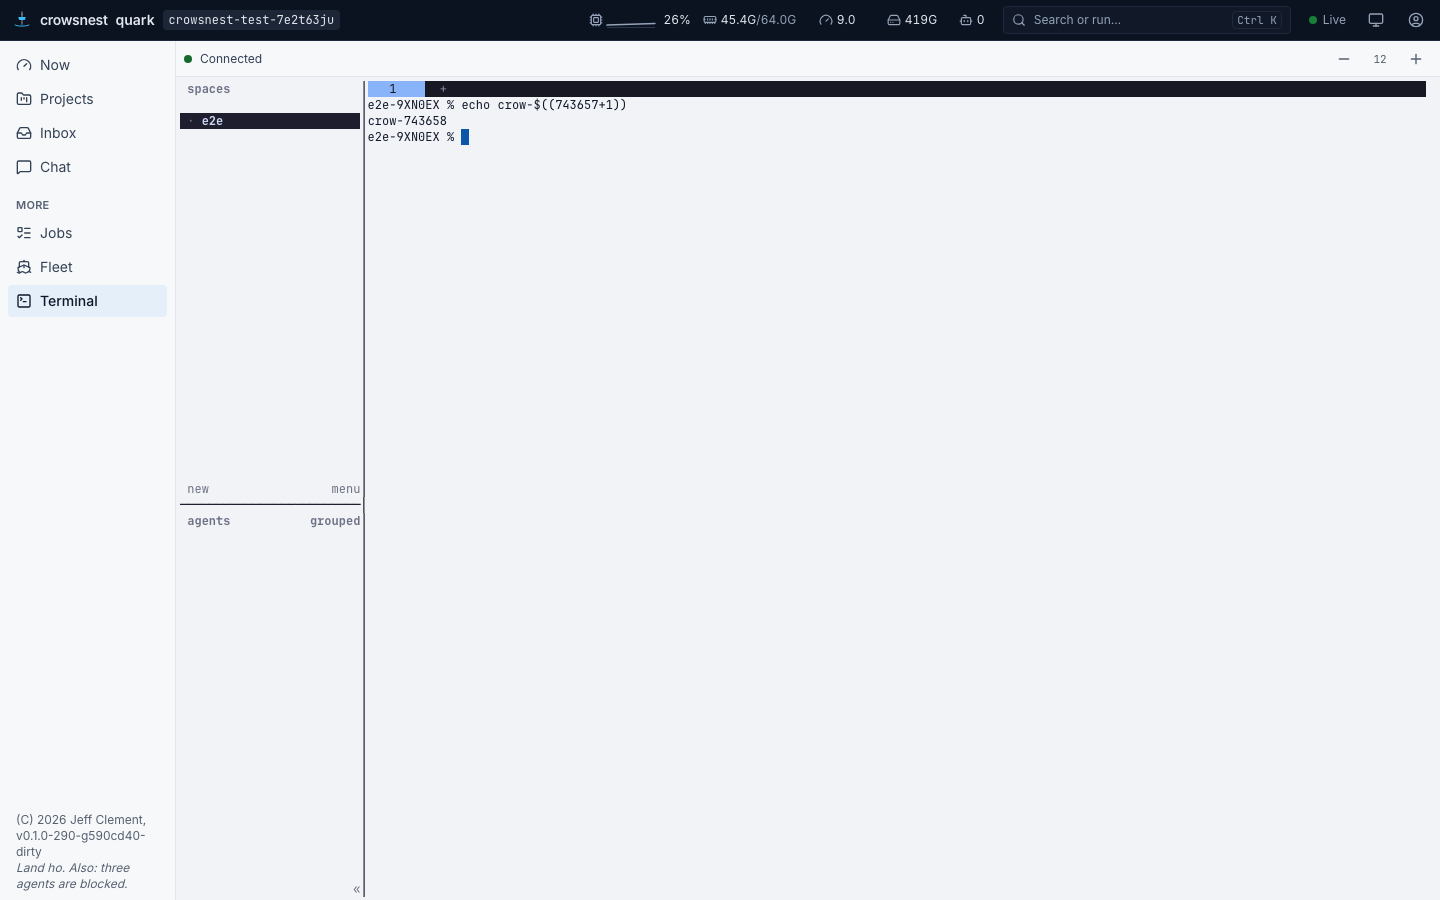 crowsnest quark crowsnest-test-7e2t63ju 26% 45.4G/64.0G 9.0 419G 0 Search or run... Ctrl K Live
Connected 12
Now
Projects
Inbox
Chat
MORE
Jobs
Fleet
Terminal
(C) 2026 Jeff Clement,
v0.1.0-290-g590cd40-
dirty
Land ho. Also: three
agents are blocked.
spaces
· e2e
new menu
agents grouped
«
1 +
e2e-9XN0EX % echo crow-$((743657+1))
crow-743658
e2e-9XN0EX %